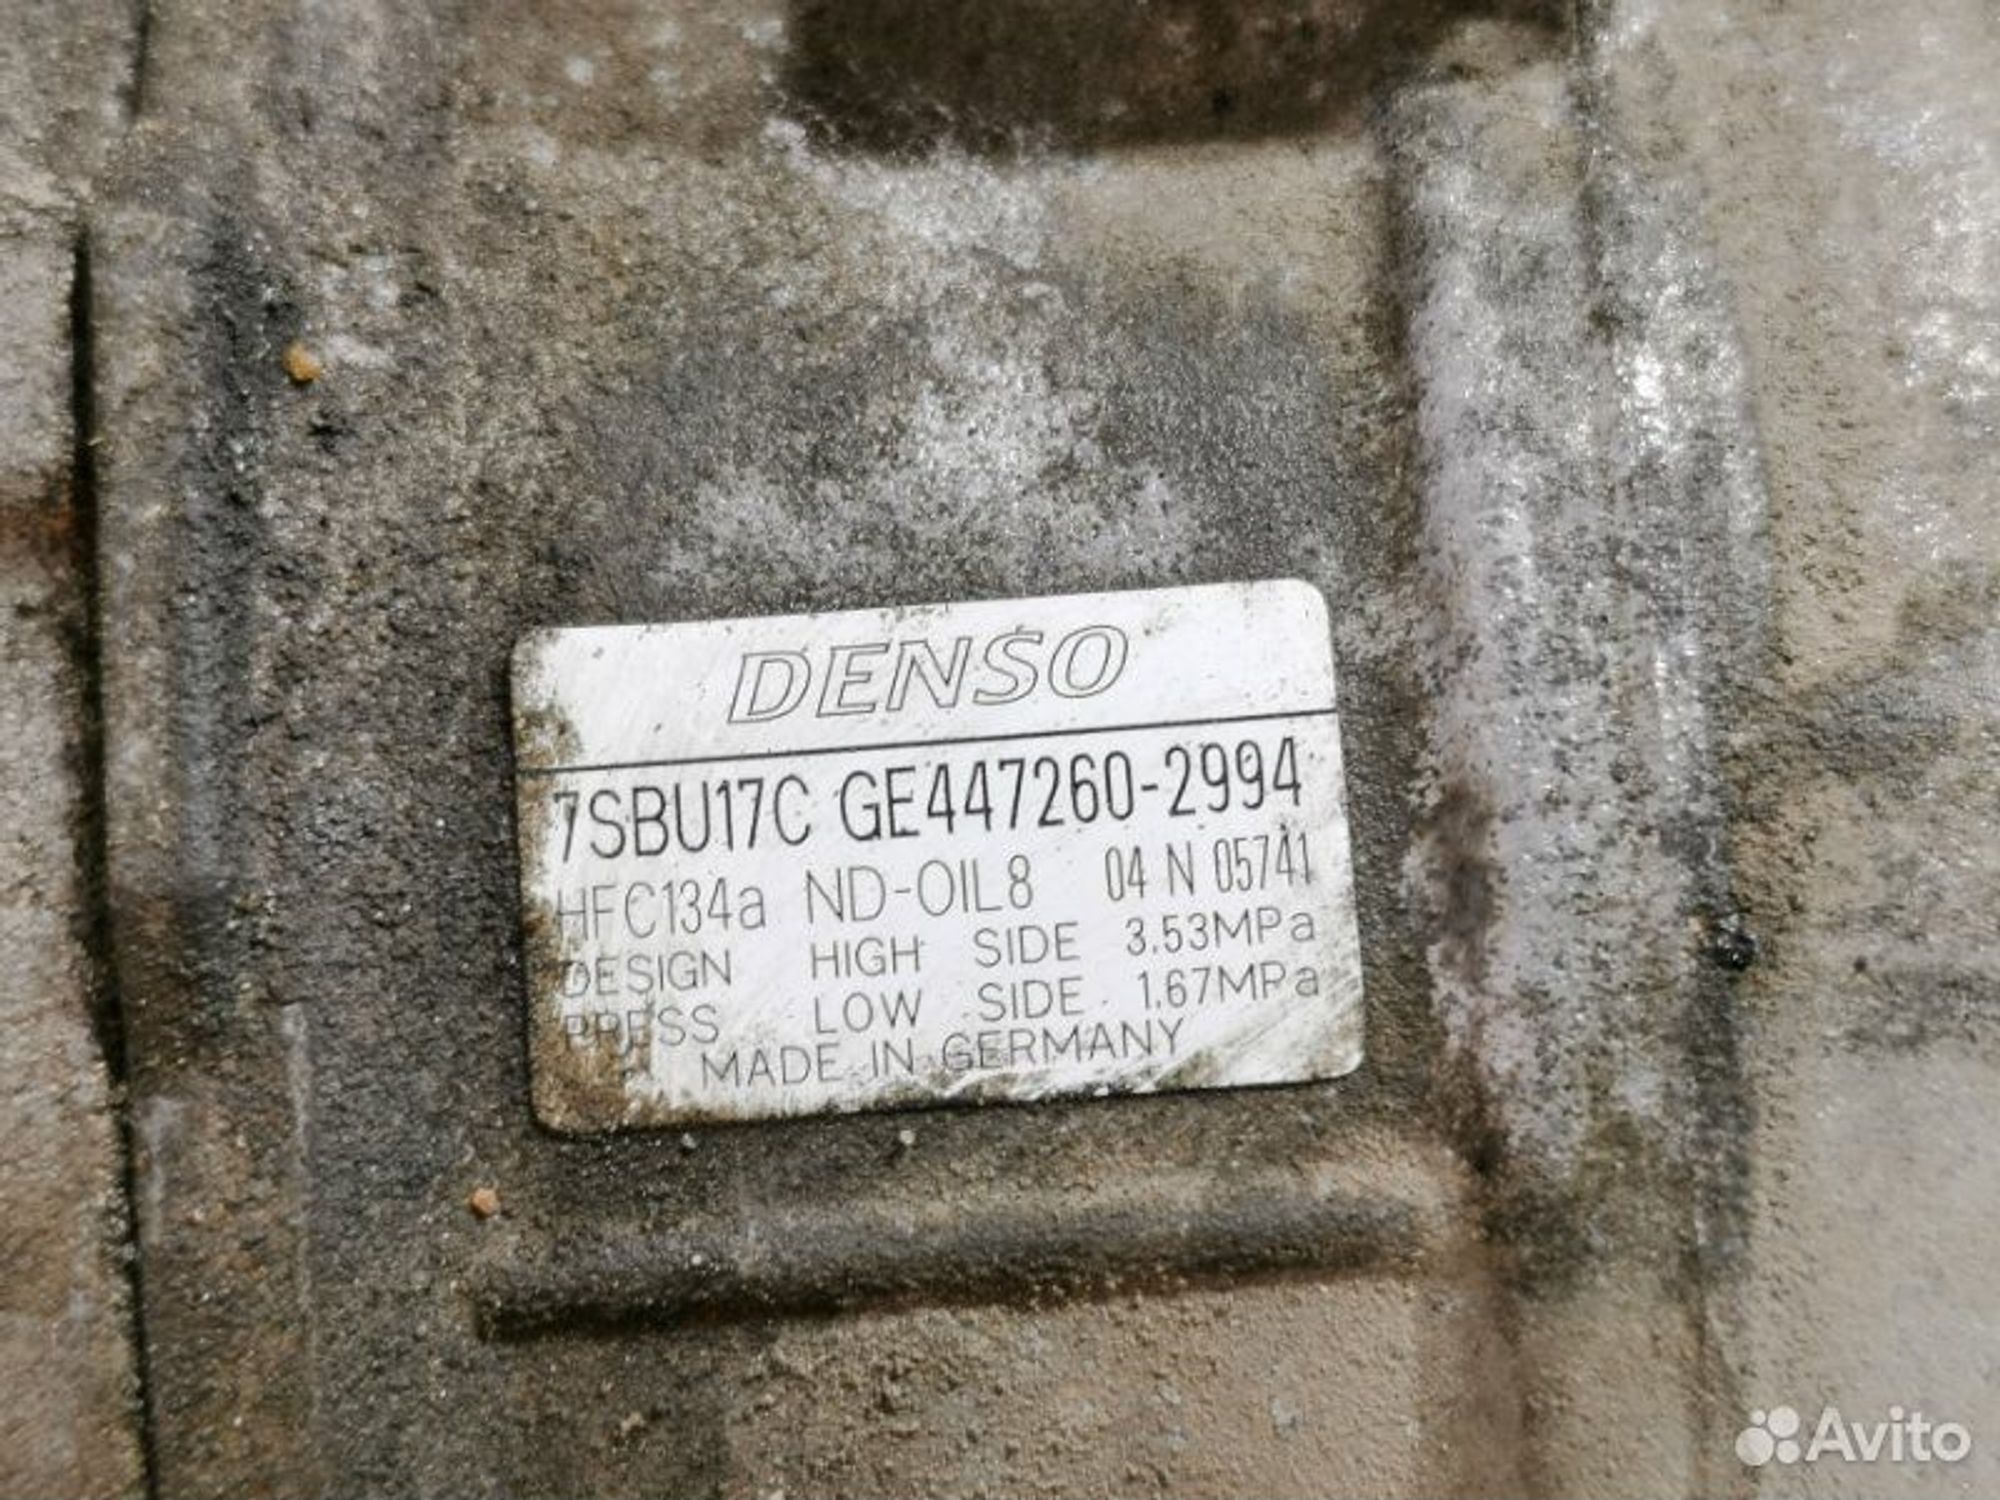 DENSO
7SBU17C GE447260-2994
HFC134a ND-OIL8 04 N 05741
DESIGN HIGH SIDE 3.53MPa
PRESS LOW SIDE 1.67MPa
MADE IN GERMANY
Avito